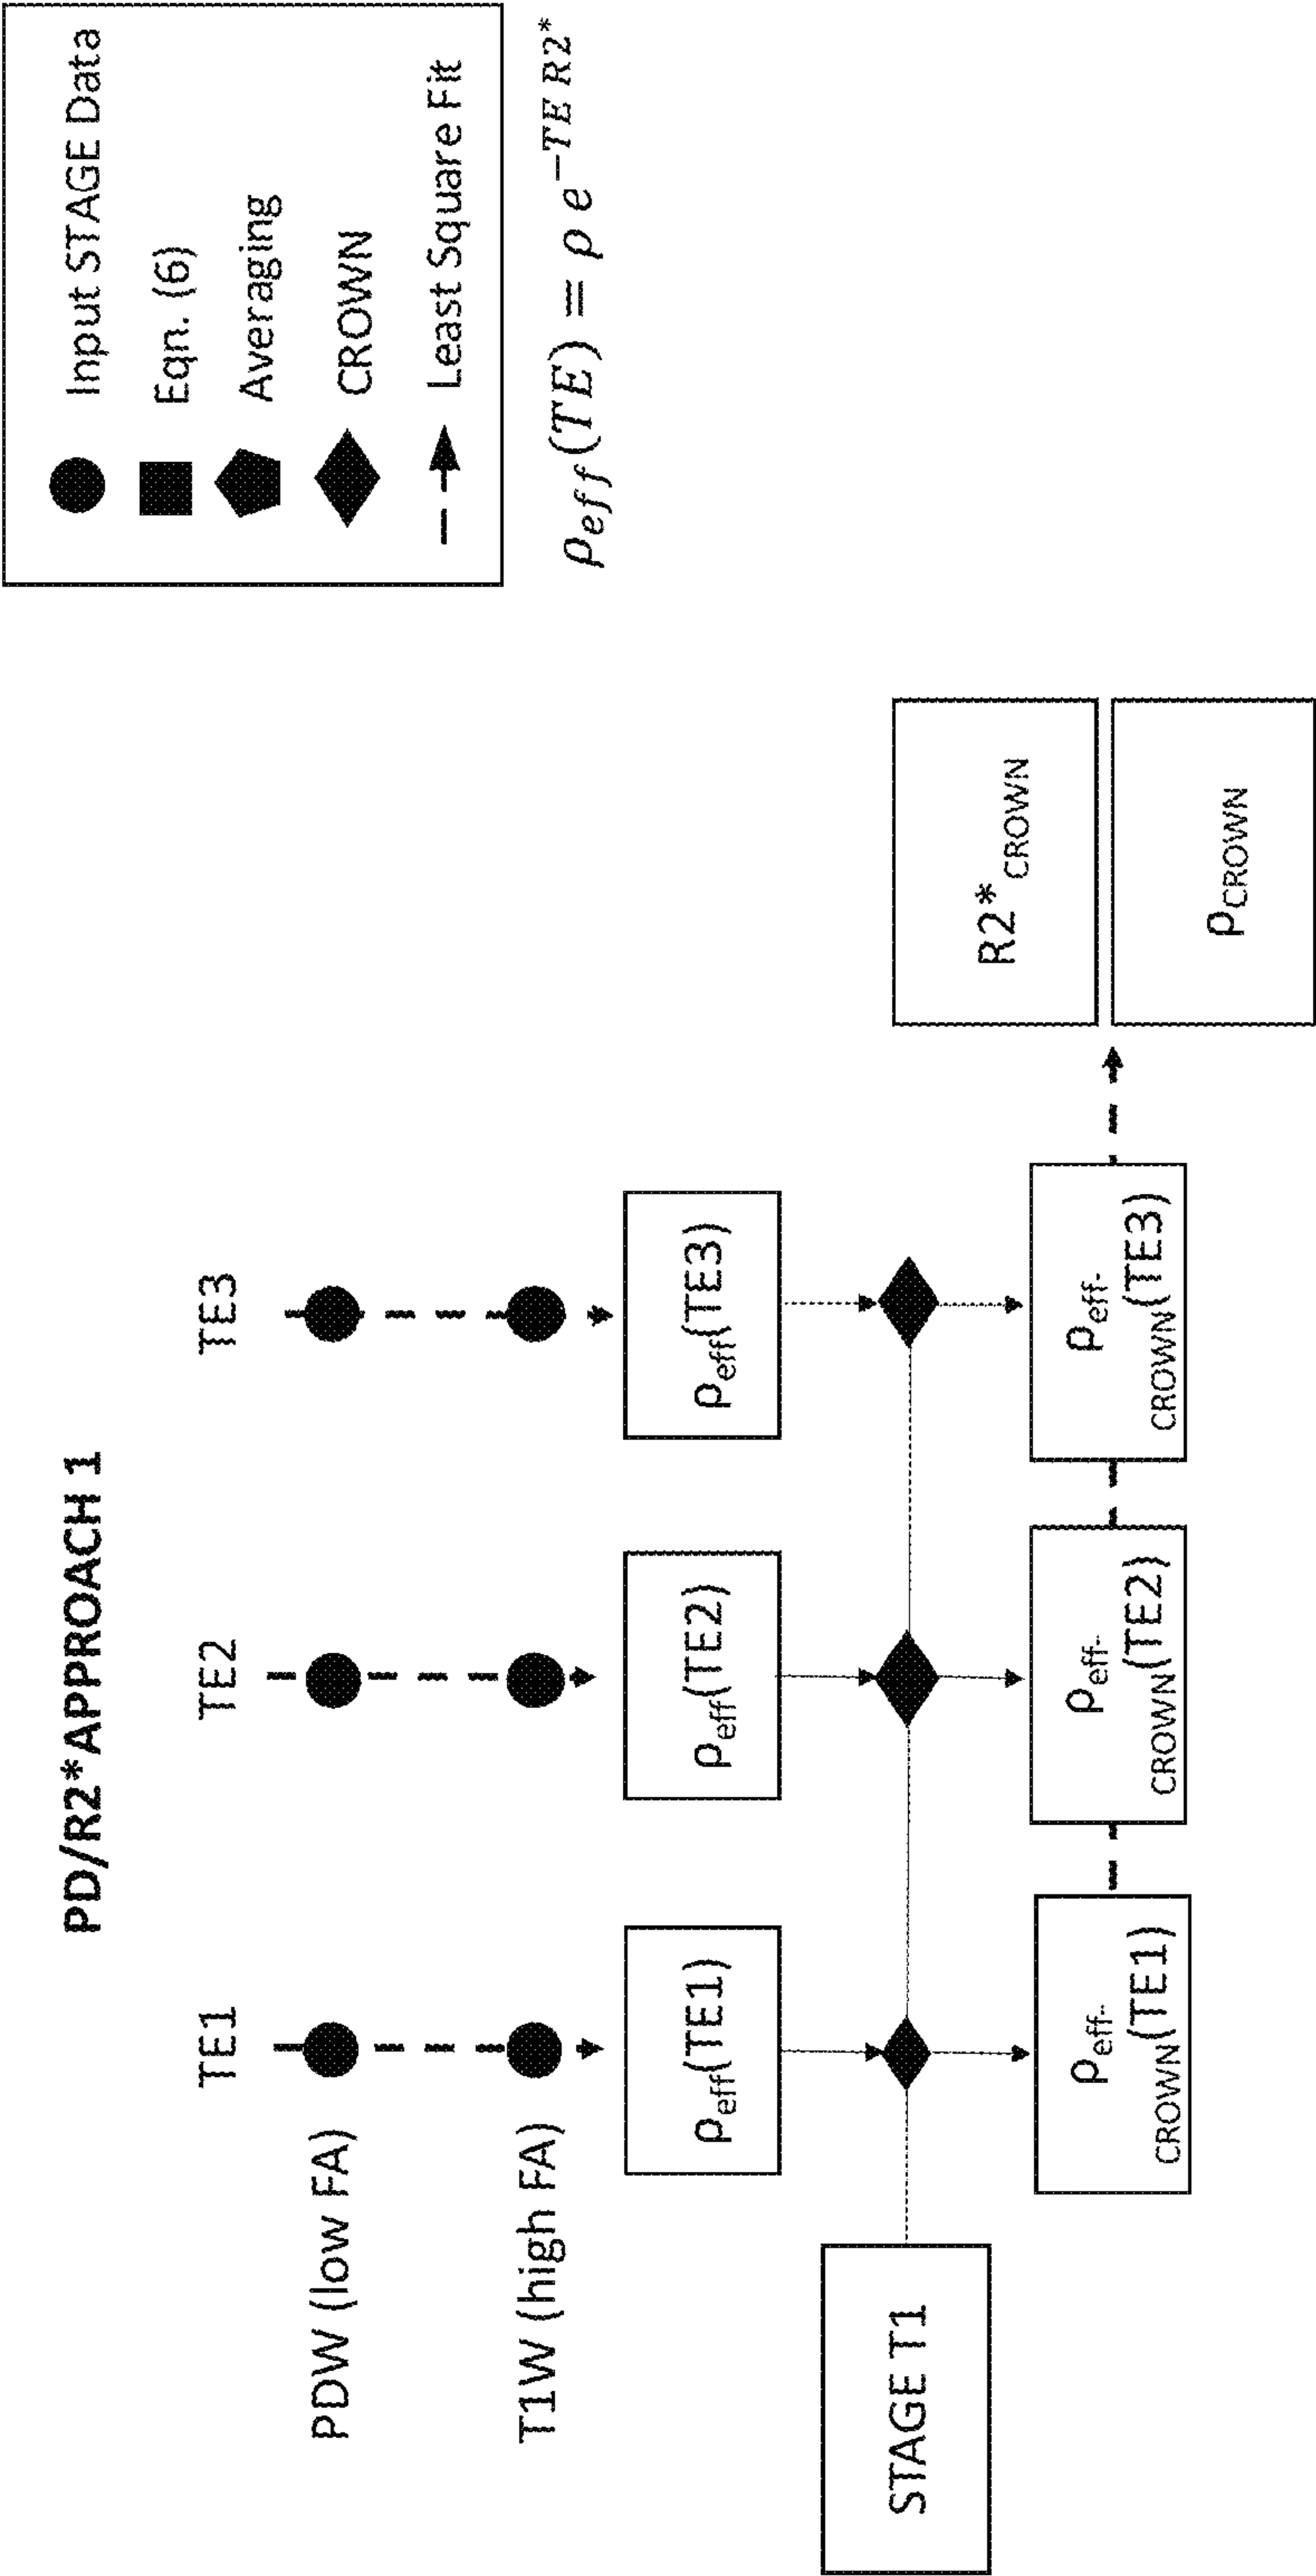 PD/R2*APPROACH 1
TE1
TE2
TE3
PDW (low FA)
T1W (high FA)
ρeff(TE1)
ρeff(TE2)
ρeff(TE3)
STAGE T1
ρeff-
CROWN(TE1)
ρeff-
CROWN(TE2)
ρeff-
CROWN(TE3)
R2*CROWN
ρCROWN
Input STAGE Data
Eqn. (6)
Averaging
CROWN
Least Square Fit
ρeff(TE) = ρ e^−TE R2*